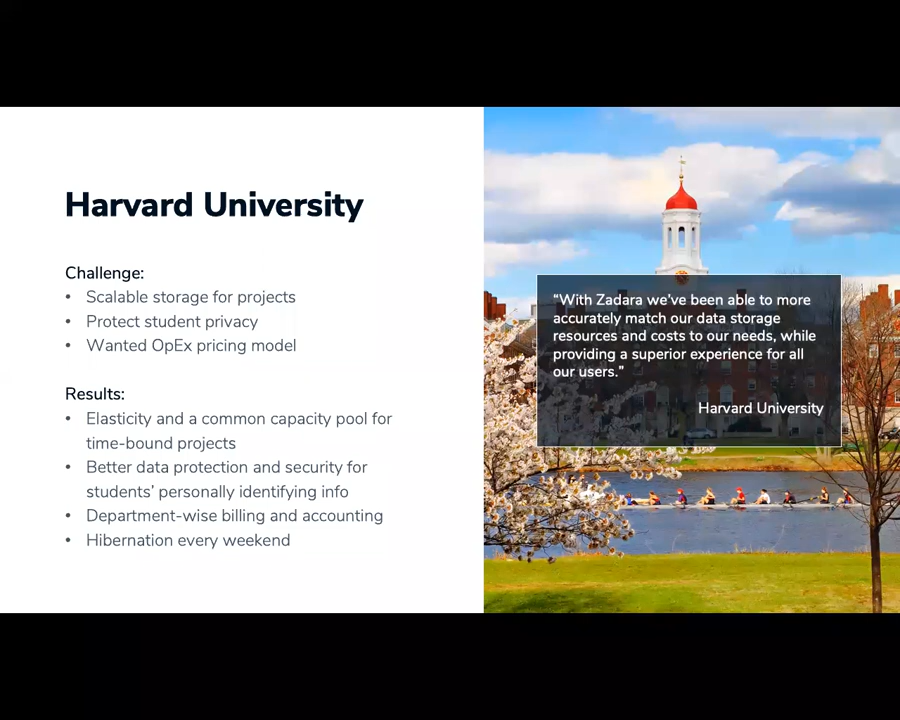 Harvard University
Challenge:
• Scalable storage for projects
• Protect student privacy
• Wanted OpEx pricing model
Results:
• Elasticity and a common capacity pool for
time-bound projects
• Better data protection and security for
students’ personally identifying info
• Department-wise billing and accounting
• Hibernation every weekend
“With Zadara we’ve been able to more
accurately match our data storage
resources and costs to our needs, while
providing a superior experience for all
our users.”
Harvard University